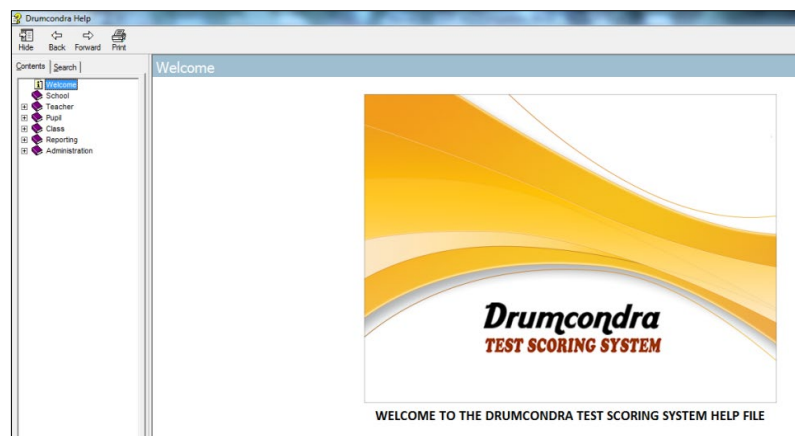 Drumcondra Help
Hide Back Forward Print
Contents Search
Welcome
School
Teacher
Pupil
Class
Reporting
Administration
Welcome
Drumcondra
TEST SCORING SYSTEM
WELCOME TO THE DRUMCONDRA TEST SCORING SYSTEM HELP FILE